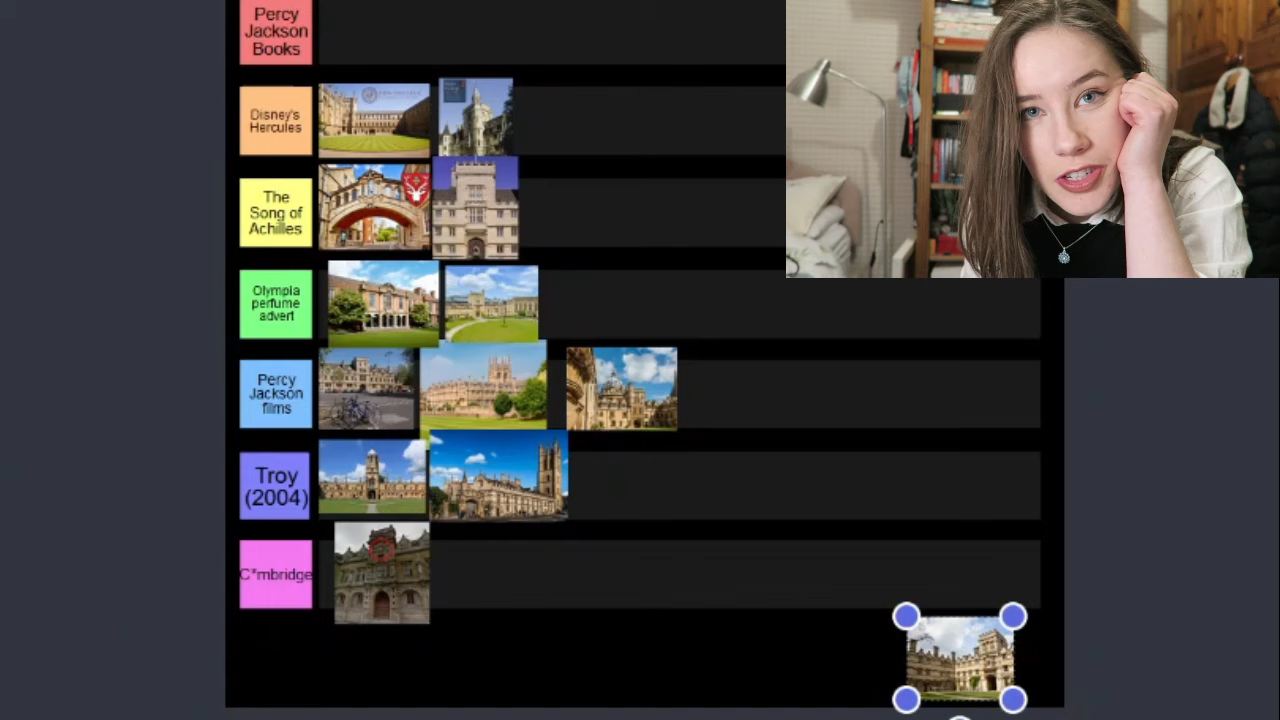 Percy
Jackson
Books
Disney's
Hercules
The
Song of
Achilles
Olympia
perfume
advert
Percy
Jackson
films
Troy
(2004)
C*mbridge